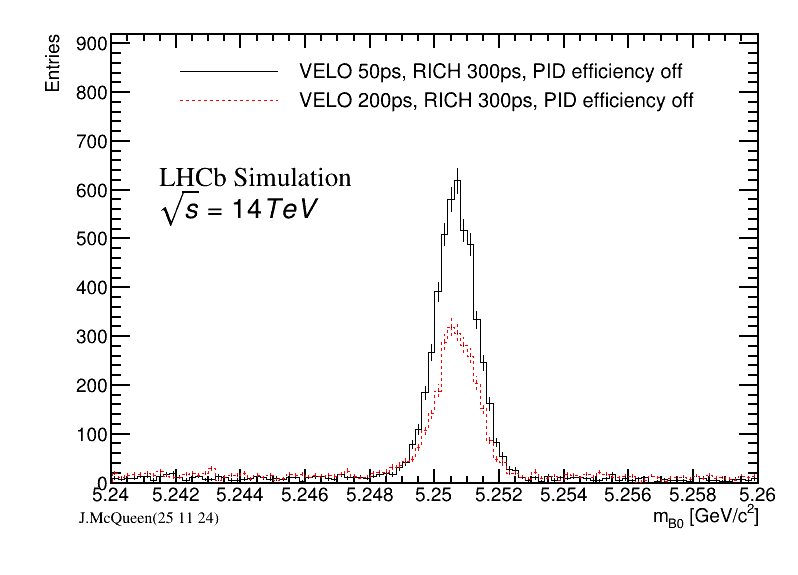 Entries
900
800
700
600
500
400
300
200
100
0
VELO 50ps, RICH 300ps, PID efficiency off
VELO 200ps, RICH 300ps, PID efficiency off
LHCb Simulation
√s = 14TeV
5.24 5.242 5.244 5.246 5.248 5.25 5.252 5.254 5.256 5.258 5.26
m_B0 [GeV/c²]
J.McQueen(25 11 24)